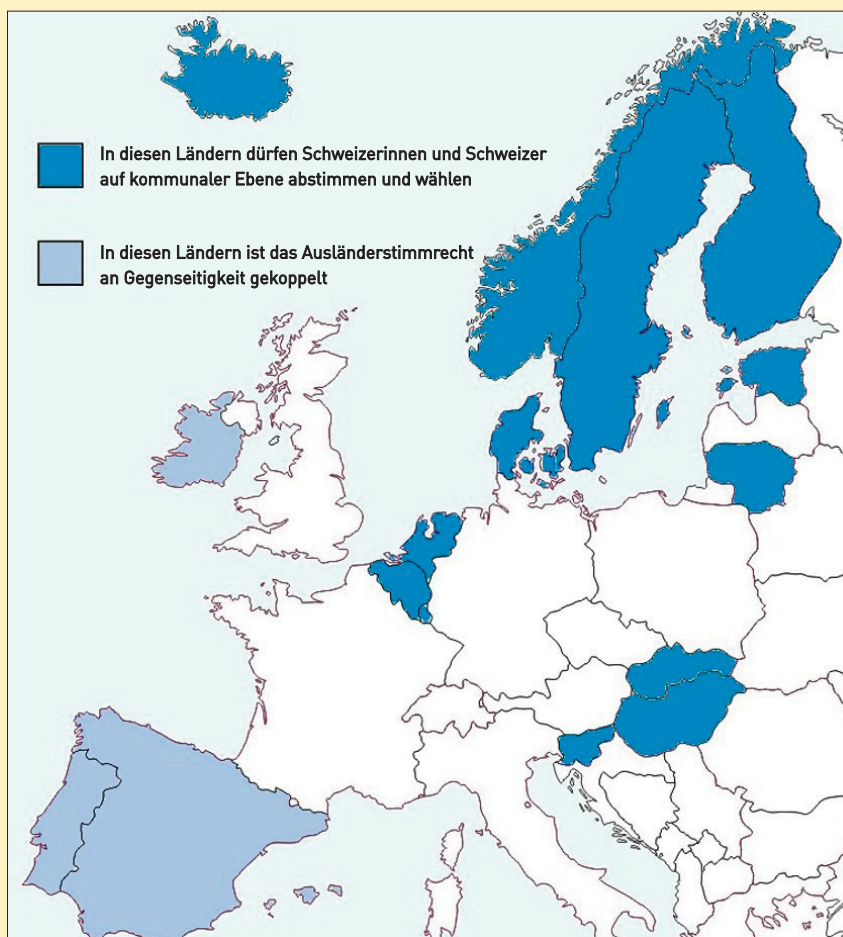 In diesen Ländern dürfen Schweizerinnen und Schweizer
auf kommunaler Ebene abstimmen und wählen
In diesen Ländern ist das Ausländerstimmrecht
an Gegenseitigkeit gekoppelt